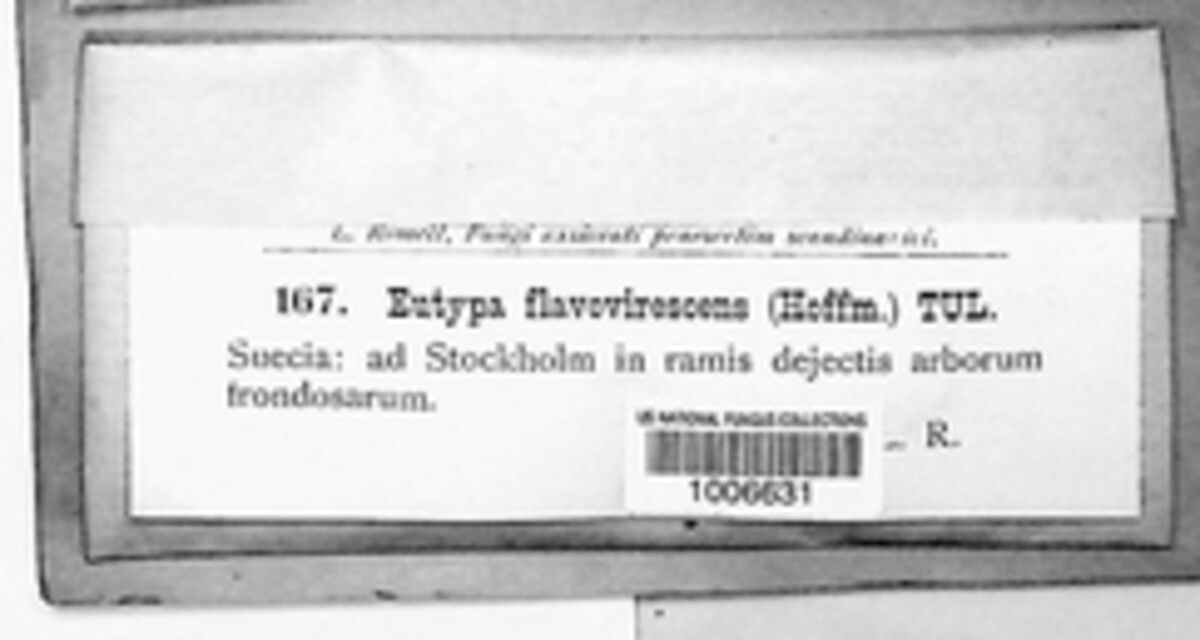 L. Romell, Fungi exsiccati præsertim scandinavici.
167. Eutypa flavovirescens (Hoffm.) TUL.
Suecia: ad Stockholm in ramis dejectis arborum
frondosarum.
R.
US NATIONAL FUNGUS COLLECTIONS
1006631